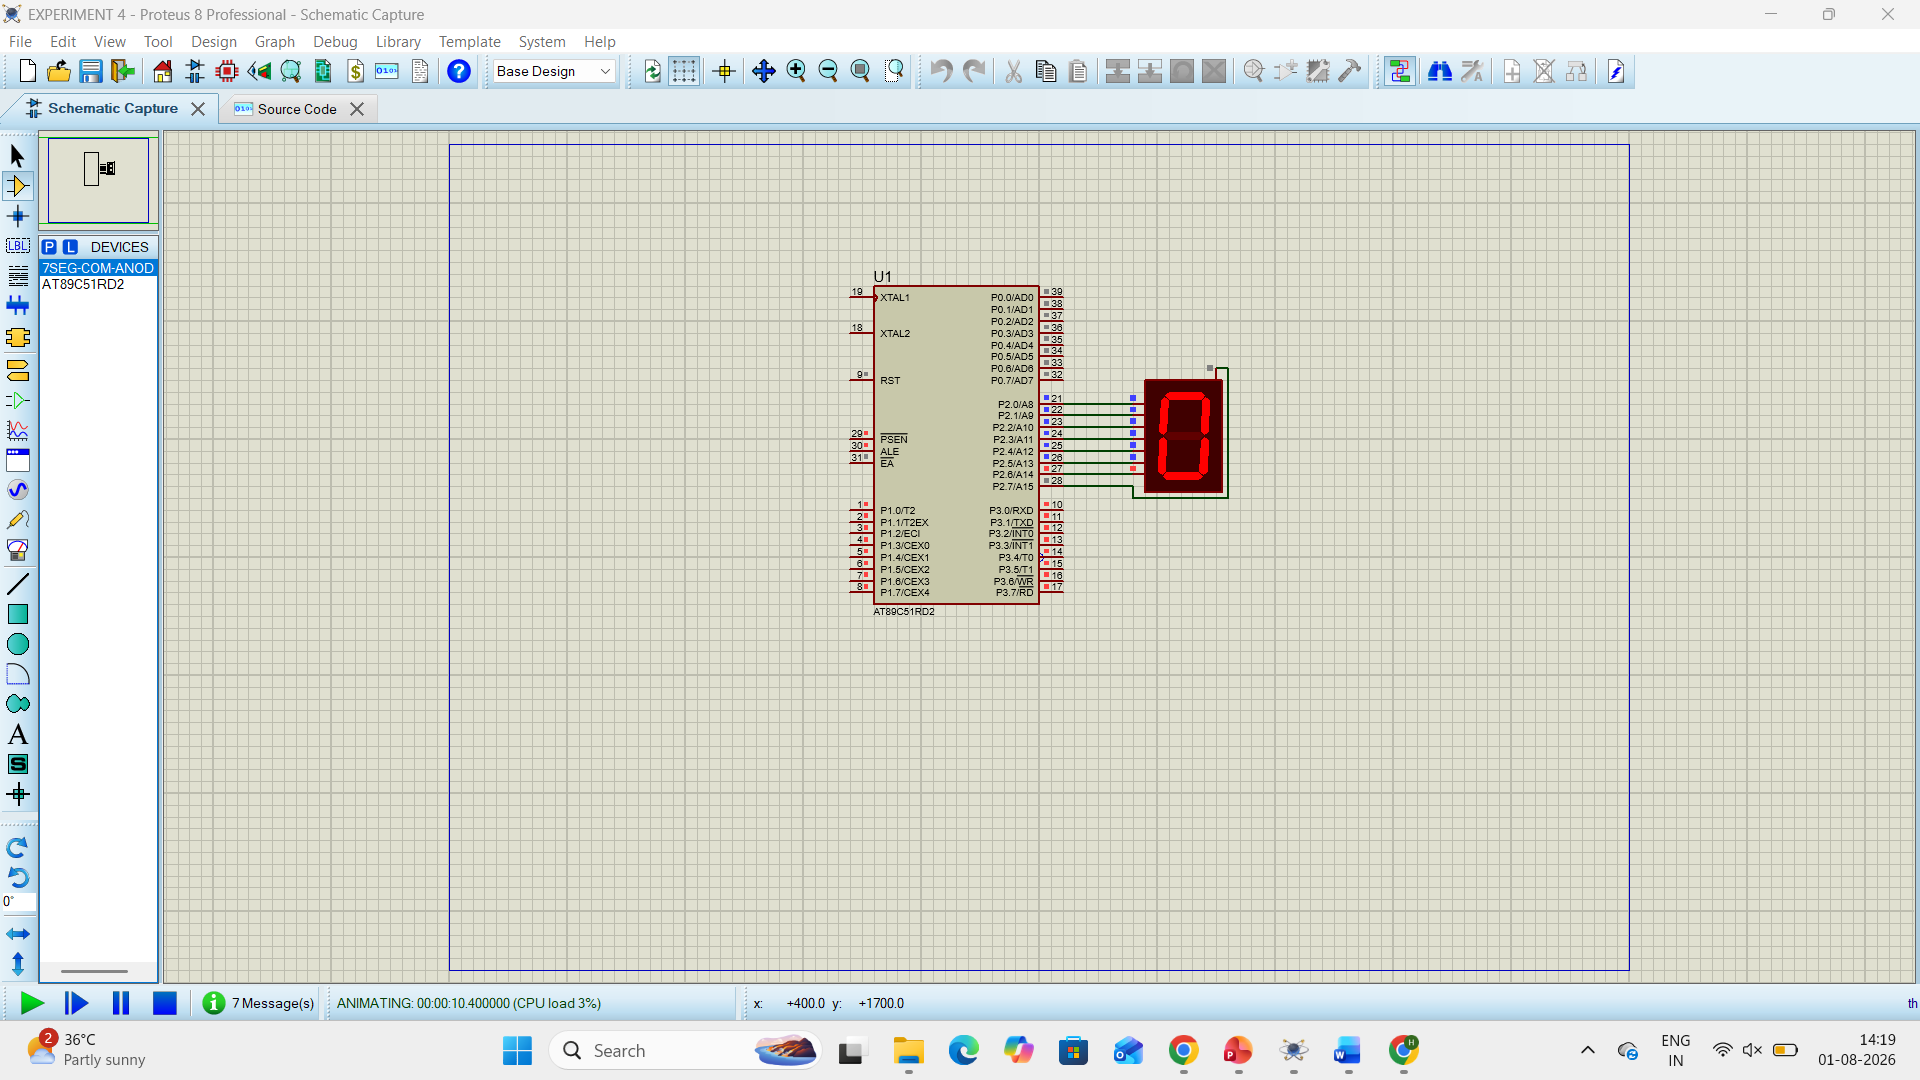 EXPERIMENT 4 - Proteus 8 Professional - Schematic Capture
File Edit View Tool Design Graph Debug Library Template System Help
Base Design
Schematic Capture
Source Code
P L DEVICES
7SEG-COM-ANOD
AT89C51RD2
LBL
A
S
0°
U1
19 XTAL1
18 XTAL2
9 RST
29 PSEN
30 ALE
31 EA
1 P1.0/T2
2 P1.1/T2EX
3 P1.2/ECI
4 P1.3/CEX0
5 P1.4/CEX1
6 P1.5/CEX2
7 P1.6/CEX3
8 P1.7/CEX4
P0.0/AD0 39
P0.1/AD1 38
P0.2/AD2 37
P0.3/AD3 36
P0.4/AD4 35
P0.5/AD5 34
P0.6/AD6 33
P0.7/AD7 32
P2.0/A8 21
P2.1/A9 22
P2.2/A10 23
P2.3/A11 24
P2.4/A12 25
P2.5/A13 26
P2.6/A14 27
P2.7/A15 28
P3.0/RXD 10
P3.1/TXD 11
P3.2/INT0 12
P3.3/INT1 13
P3.4/T0 14
P3.5/T1 15
P3.6/WR 16
P3.7/RD 17
AT89C51RD2
0
7 Message(s)
ANIMATING: 00:00:10.400000 (CPU load 3%)
x: +400.0 y: +1700.0
th
2
36°C
Partly sunny
Search
ENG
IN
14:19
01-08-2026